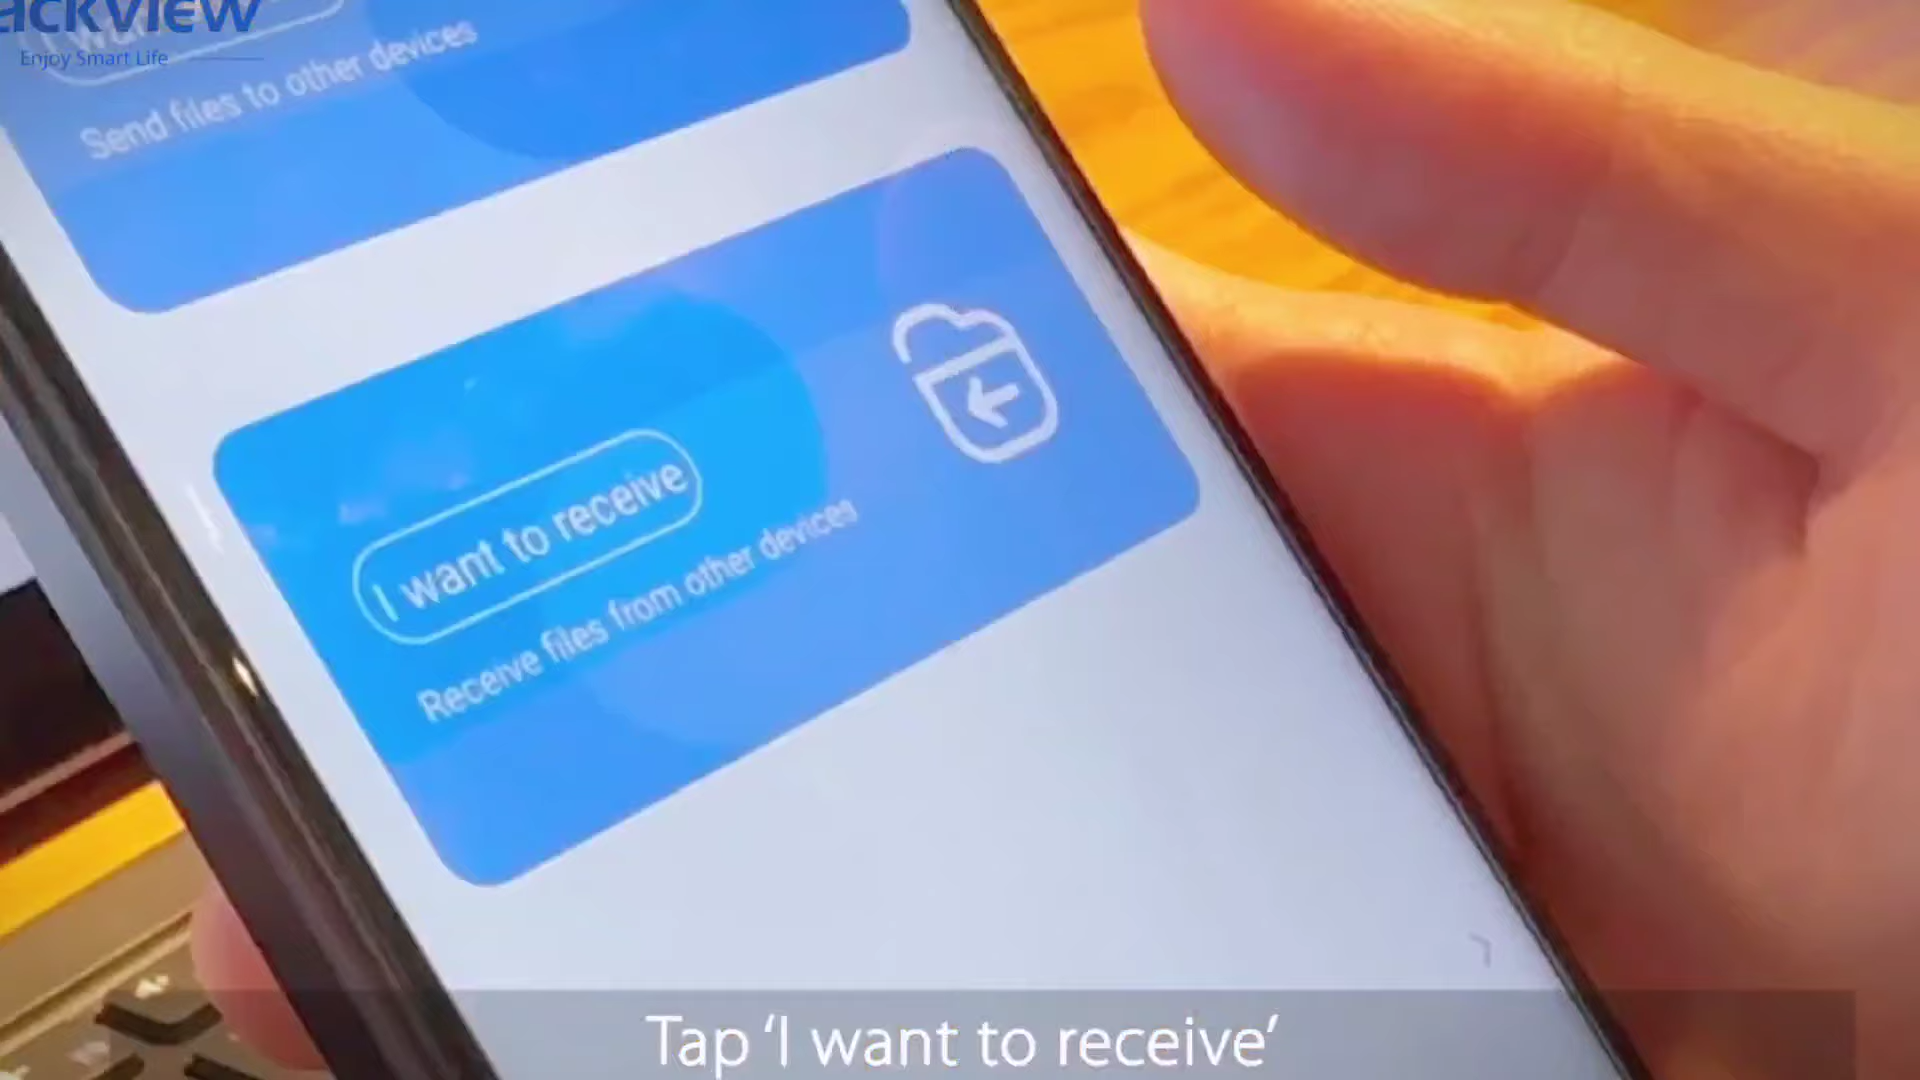 ackview
Enjoy Smart Life
I want
Send files to other devices
I want to receive
Receive files from other devices
Tap ‘I want to receive’